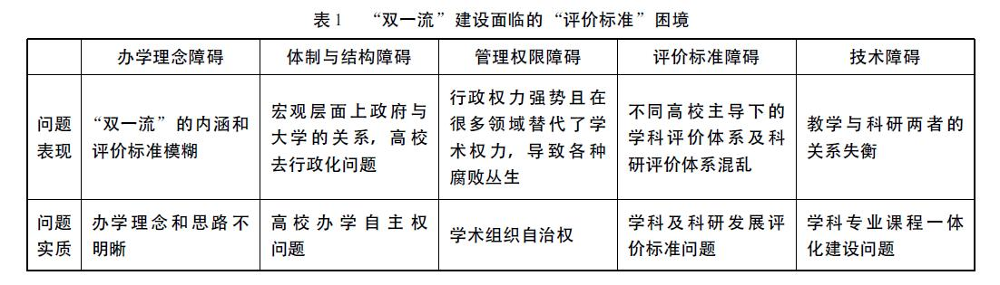 表1 “双一流”建设面临的“评价标准”困境
办学理念障碍 体制与结构障碍 管理权限障碍 评价标准障碍 技术障碍
问题
表现
“双一流”的内涵和
评价标准模糊
宏观层面上政府与
大学的关系，高校
去行政化问题
行政权力强势且在
很多领域替代了学
术权力，导致各种
腐败丛生
不同高校主导下的
学科评价体系及科
研评价体系混乱
教学与科研两者的
关系失衡
问题
实质
办学理念和思路不
明晰
高校办学自主权
问题
学术组织自治权
学科及科研发展评
价标准问题
学科专业课程一体
化建设问题